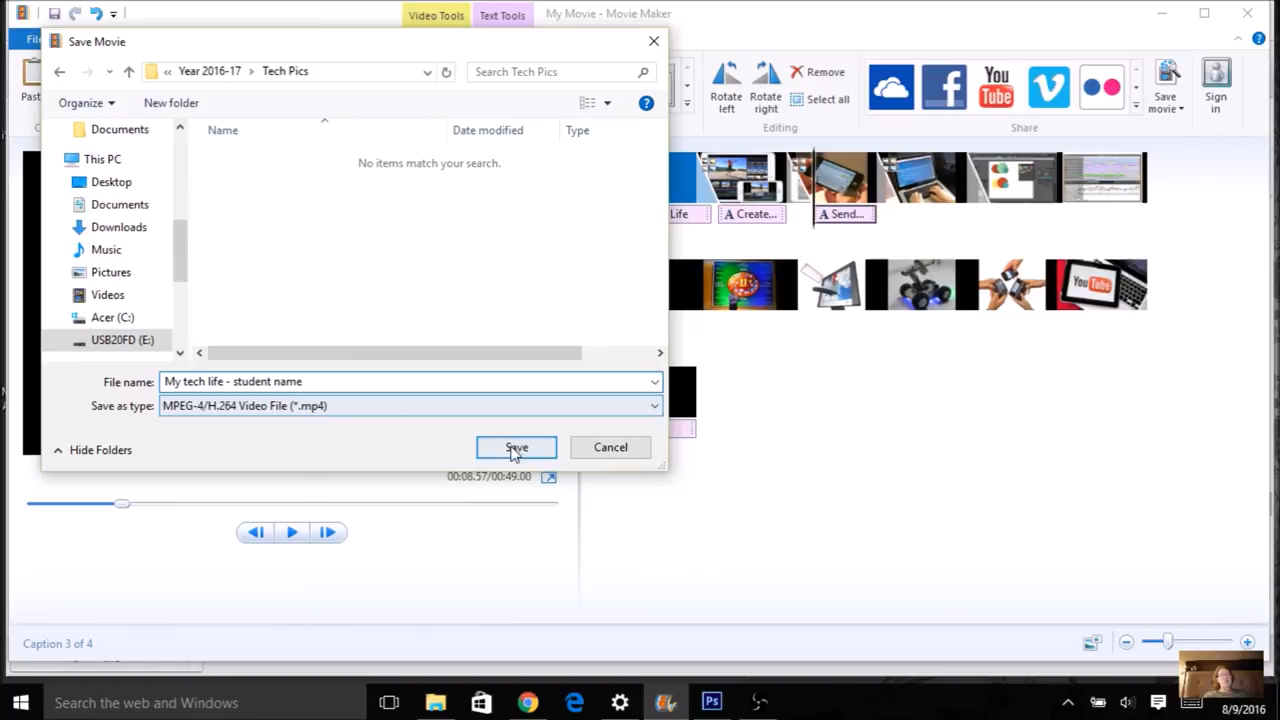 Video Tools
Text Tools
My Movie - Movie Maker
Save Movie
« Year 2016-17 > Tech Pics
Search Tech Pics
Organize
New folder
Name
Date modified
Type
No items match your search.
Documents
This PC
Desktop
Documents
Downloads
Music
Pictures
Videos
Acer (C:)
USB20FD (E:)
File name:
My tech life - student name
Save as type:
MPEG-4/H.264 Video File (*.mp4)
Hide Folders
Save
Cancel
Rotate left
Rotate right
Remove
Select all
Editing
You Tube
Save movie
Sign in
Share
Life
A Create...
A Send...
YouTube
00:08.57/00:49.00
Caption 3 of 4
Search the web and Windows
Ps
8/9/2016